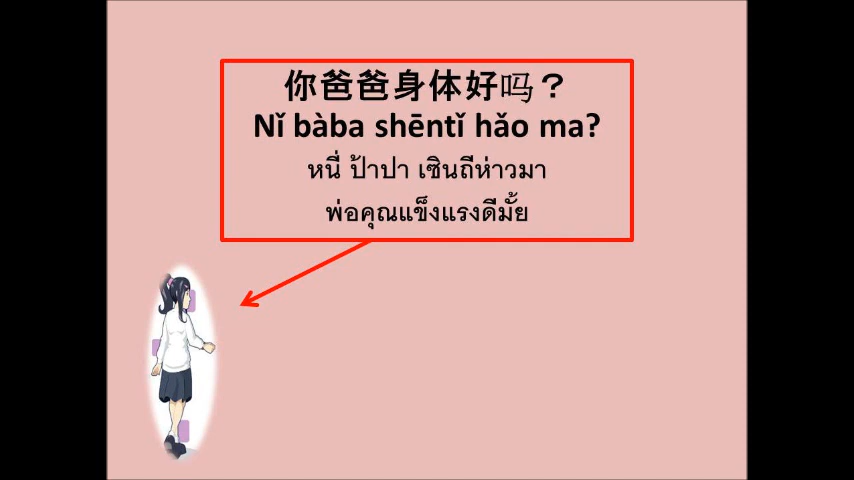 你爸爸身体好吗？
Nǐ bàba shēntǐ hǎo ma?
หนี่ ป้าปา เซินถีห่าวมา
พ่อคุณแข็งแรงดีมั้ย